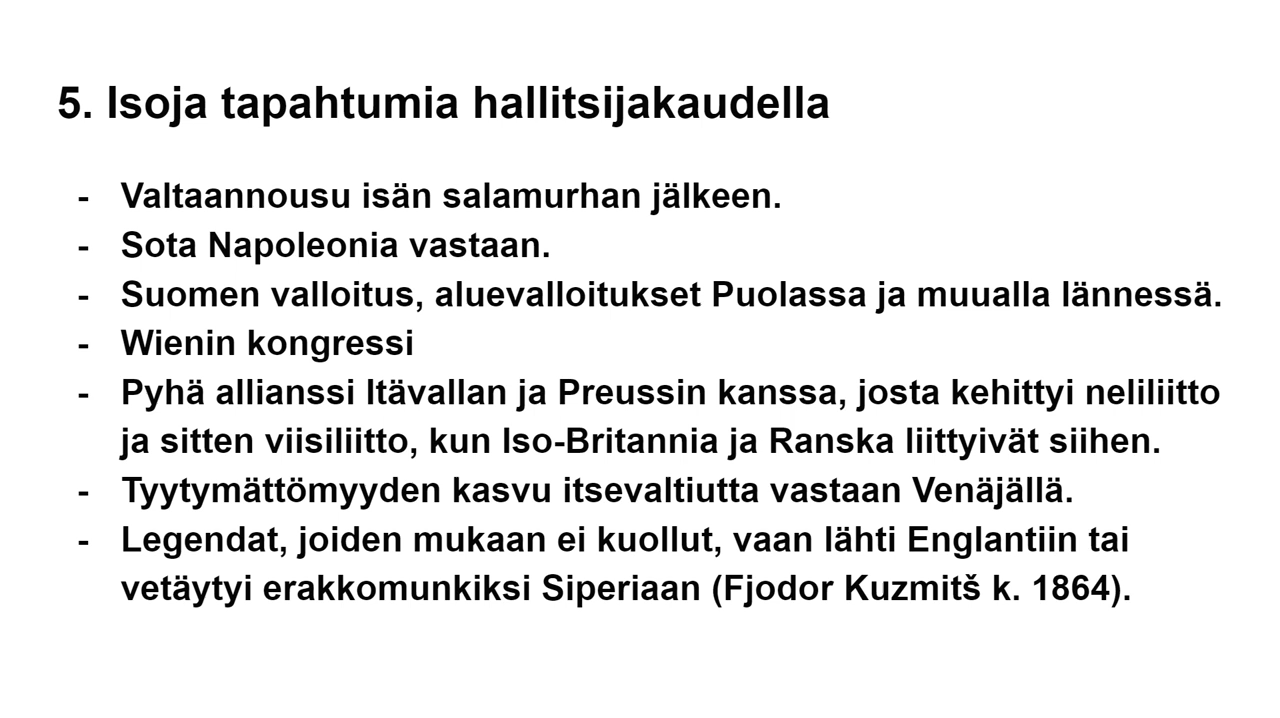 5. Isoja tapahtumia hallitsijakaudella
- Valtaannousu isän salamurhan jälkeen.
- Sota Napoleonia vastaan.
- Suomen valloitus, aluevalloitukset Puolassa ja muualla lännessä.
- Wienin kongressi
- Pyhä allianssi Itävallan ja Preussin kanssa, josta kehittyi neliliitto
ja sitten viisiliitto, kun Iso-Britannia ja Ranska liittyivät siihen.
- Tyytymättömyyden kasvu itsevaltiutta vastaan Venäjällä.
- Legendat, joiden mukaan ei kuollut, vaan lähti Englantiin tai
vetäytyi erakkomunkiksi Siperiaan (Fjodor Kuzmitš k. 1864).